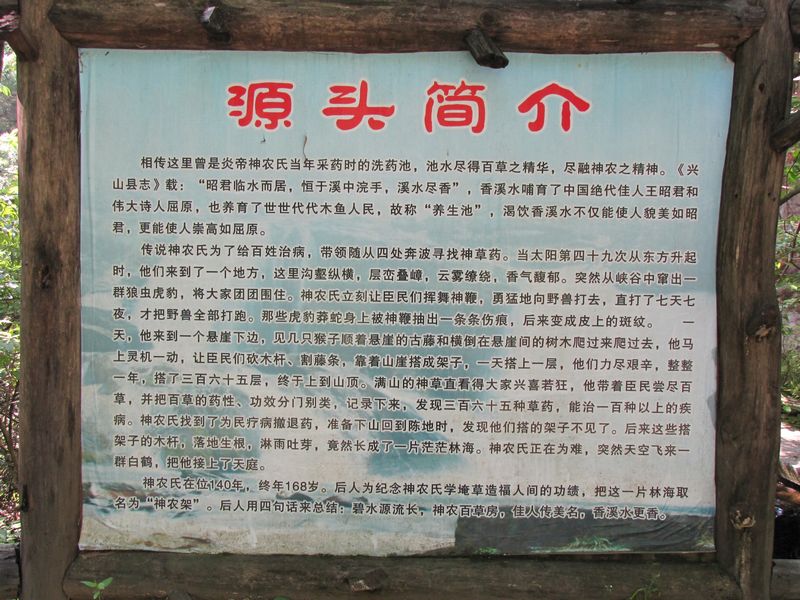 源头简介
相传这里曾是炎帝神农氏当年采药时的洗药池，池水尽得百草之精华，尽融神农之精神。《兴
山县志》载：“昭君临水而居，恒于溪中浣手，溪水尽香”，香溪水哺育了中国绝代佳人王昭君和
伟大诗人屈原，也养育了世世代代木鱼人民，故称“养生池”，渴饮香溪水不仅能使人貌美如昭
君，更能使人崇高如屈原。
传说神农氏为了给百姓治病，带领随从四处奔波寻找神草药。当太阳第四十九次从东方升起
时，他们来到了一个地方，这里沟壑纵横，层峦叠嶂，云雾缭绕，香气馥郁。突然从峡谷中窜出一
群狼虫虎豹，将大家团团围住。神农氏立刻让臣民们挥舞神鞭，勇猛地向野兽打去，直打了七天七
夜，才把野兽全部打跑。那些虎豹莽蛇身上被神鞭抽出一条条伤痕，后来变成皮上的斑纹。 一
天，他来到一个悬崖下边，见几只猴子顺着悬崖的古藤和横倒在悬崖间的树木爬过来爬过去，他马
上灵机一动，让臣民们砍木杆、割藤条，靠着山崖搭成架子，一天搭上一层，他们力尽艰辛，整整
一年，搭了三百六十五层，终于上到山顶。满山的神草直看得大家兴喜若狂，他带着臣民尝尽百
草，并把百草的药性、功效分门别类，记录下来，发现三百六十五种草药，能治一百种以上的疾
病。神农氏找到了为民疗病撤退药，准备下山回到陈地时，发现他们搭的架子不见了。后来这些搭
架子的木杆，落地生根，淋雨吐芽，竟然长成了一片茫茫林海。神农氏正在为难，突然天空飞来一
群白鹤，把他接上了天庭。
神农氏在位140年，终年168岁。后人为纪念神农氏学埯草造福人间的功绩，把这一片林海取
名为“神农架”。后人用四句话来总结：碧水源流长，神农百草房，佳人传美名，香溪水更香。